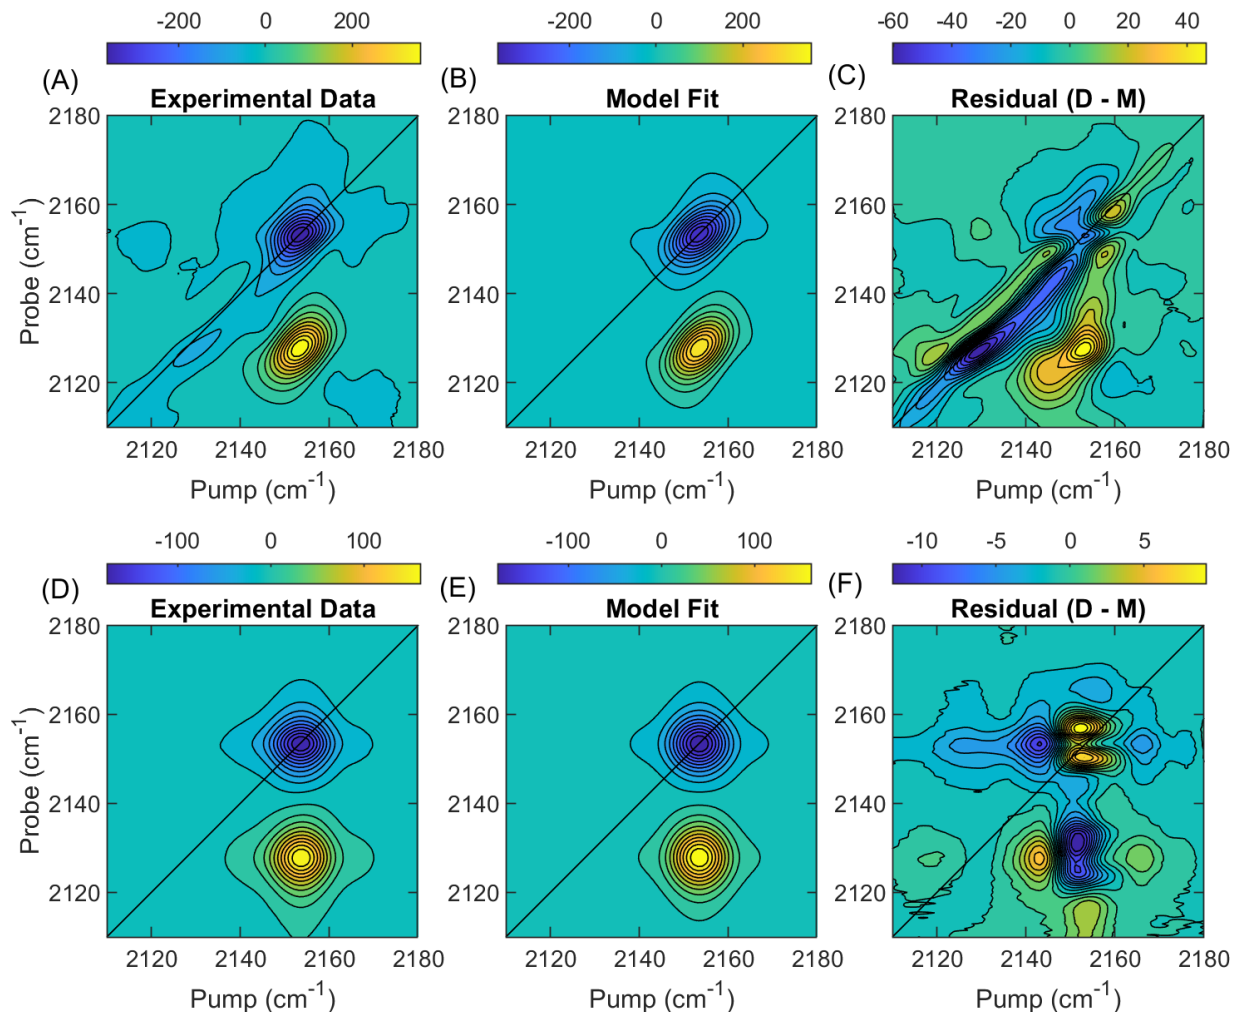 -200 0 200
-200 0 200
-60 -40 -20 0 20 40
(A) Experimental Data
(B) Model Fit
(C) Residual (D - M)
2180
2160
2140
2120
Probe (cm-1)
2120 2140 2160 2180
Pump (cm-1)
2180
2160
2140
2120
2120 2140 2160 2180
Pump (cm-1)
2180
2160
2140
2120
2120 2140 2160 2180
Pump (cm-1)
-100 0 100
-100 0 100
-10 -5 0 5
(D) Experimental Data
(E) Model Fit
(F) Residual (D - M)
2180
2160
2140
2120
Probe (cm-1)
2120 2140 2160 2180
Pump (cm-1)
2180
2160
2140
2120
2120 2140 2160 2180
Pump (cm-1)
2180
2160
2140
2120
2120 2140 2160 2180
Pump (cm-1)